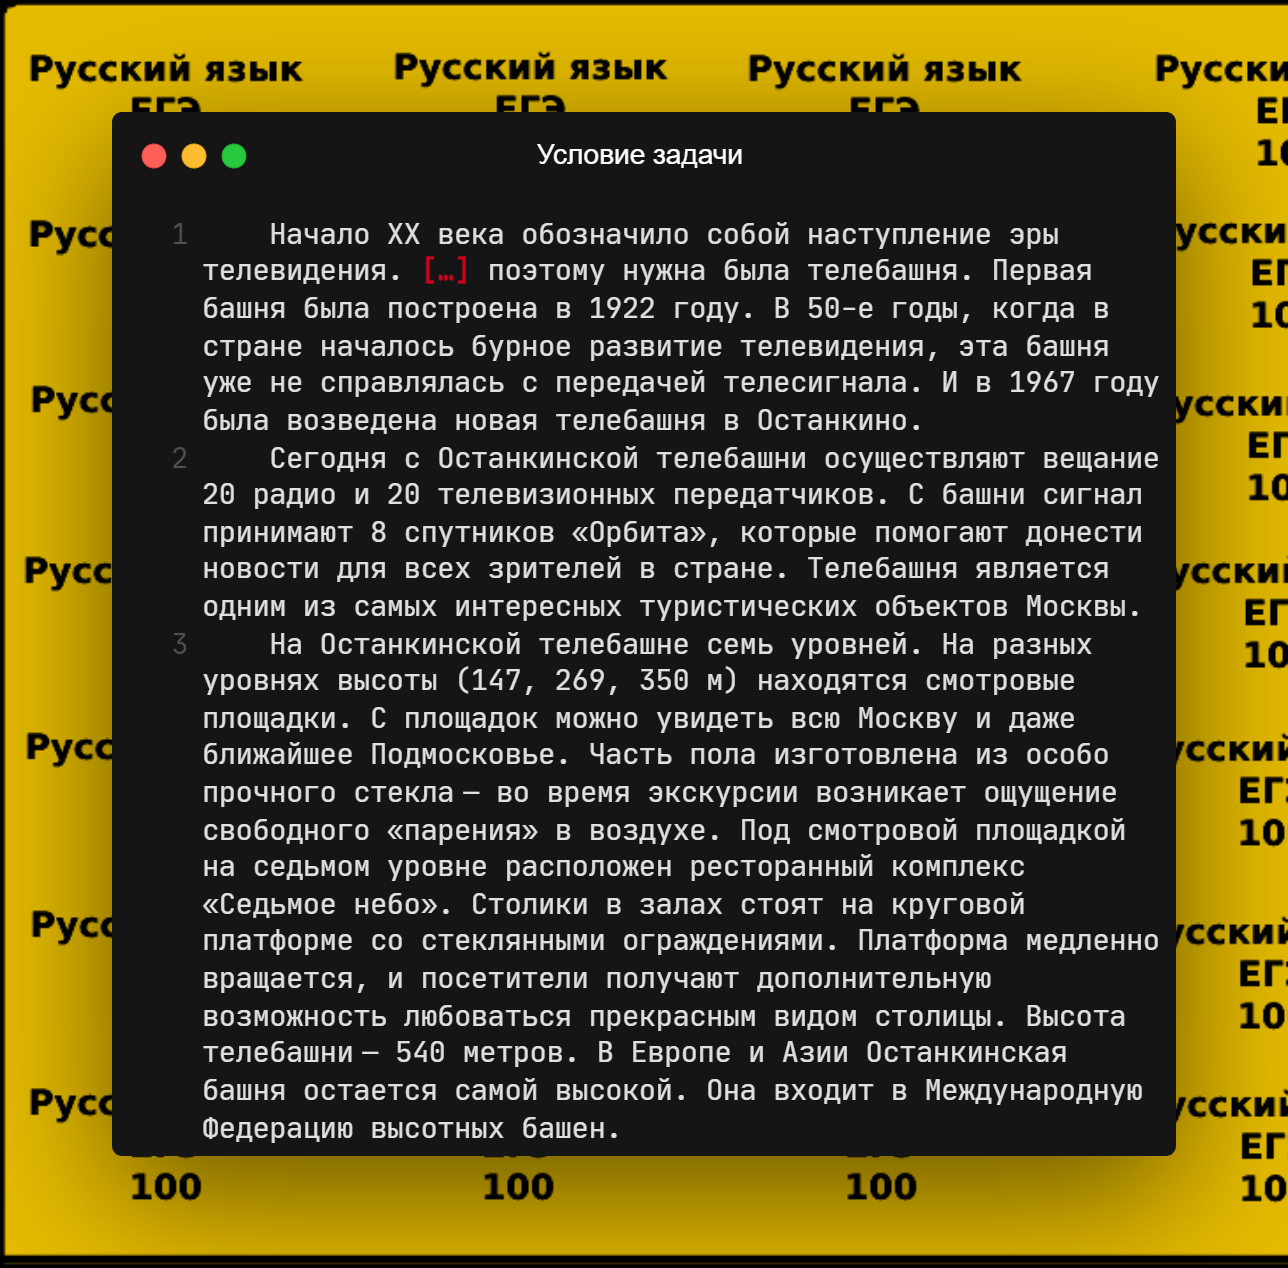 Русский язык Русский язык Русский язык Русски
ЕГЭ ЕГЭ ЕГЭ
Условие задачи
1 Начало XX века обозначило собой наступление эры
телевидения. […] поэтому нужна была телебашня. Первая
башня была построена в 1922 году. В 50-е годы, когда в
стране началось бурное развитие телевидения, эта башня
уже не справлялась с передачей телесигнала. И в 1967 году
была возведена новая телебашня в Останкино.
2 Сегодня с Останкинской телебашни осуществляют вещание
20 радио и 20 телевизионных передатчиков. С башни сигнал
принимают 8 спутников «Орбита», которые помогают донести
новости для всех зрителей в стране. Телебашня является
одним из самых интересных туристических объектов Москвы.
3 На Останкинской телебашне семь уровней. На разных
уровнях высоты (147, 269, 350 м) находятся смотровые
площадки. С площадок можно увидеть всю Москву и даже
ближайшее Подмосковье. Часть пола изготовлена из особо
прочного стекла — во время экскурсии возникает ощущение
свободного «парения» в воздухе. Под смотровой площадкой
на седьмом уровне расположен ресторанный комплекс
«Седьмое небо». Столики в залах стоят на круговой
платформе со стеклянными ограждениями. Платформа медленно
вращается, и посетители получают дополнительную
возможность любоваться прекрасным видом столицы. Высота
телебашни — 540 метров. В Европе и Азии Останкинская
башня остается самой высокой. Она входит в Международную
Федерацию высотных башен.
100 100 100